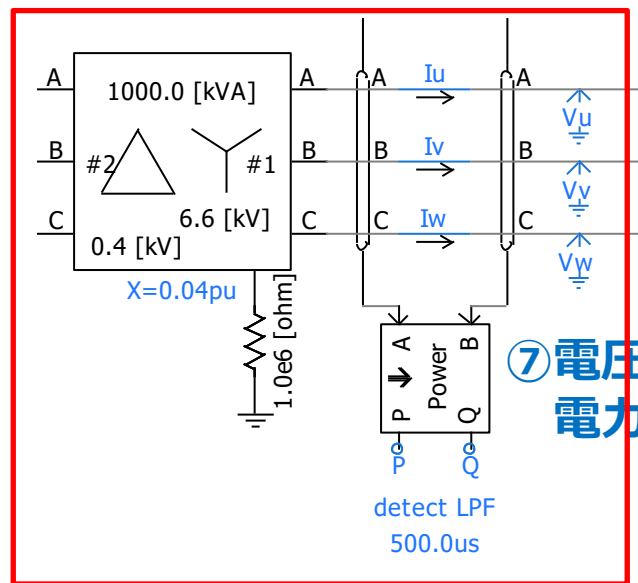 A
1000.0 [kVA]
A
A
Iu
A
Vu
B
#2
#1
B
B
Iv
B
Vv
C
6.6 [kV]
C
C
Iw
C
0.4 [kV]
Vw
X=0.04pu
1.0e6 [ohm]
A
B
Power
P
Q
P
Q
⑦電圧
電力
detect LPF
500.0us